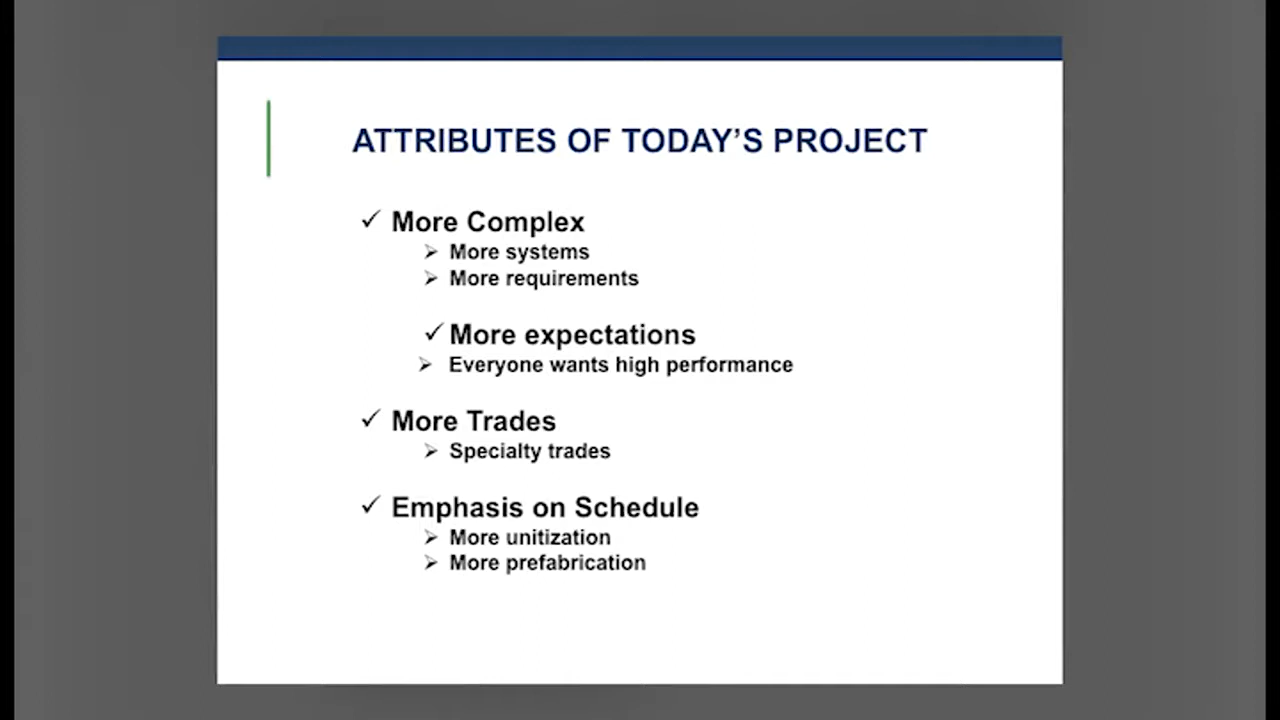 ATTRIBUTES OF TODAY’S PROJECT
✓ More Complex
➢ More systems
➢ More requirements
✓ More expectations
➢ Everyone wants high performance
✓ More Trades
➢ Specialty trades
✓ Emphasis on Schedule
➢ More unitization
➢ More prefabrication